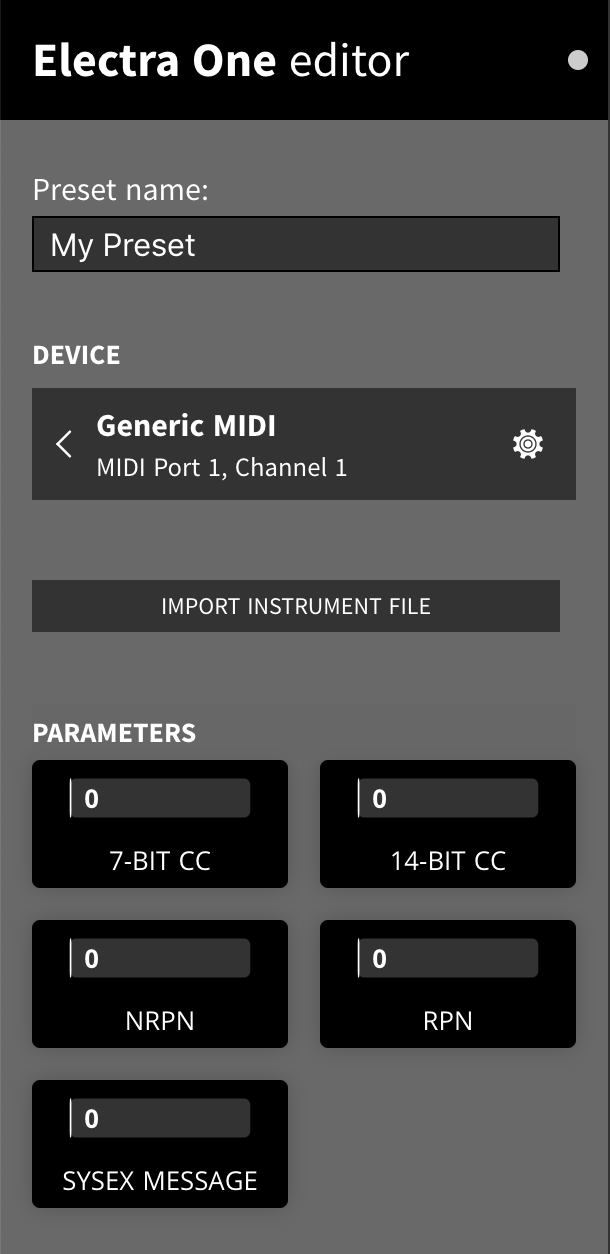 Electra One editor
Preset name:
My Preset
DEVICE
Generic MIDI
MIDI Port 1, Channel 1
IMPORT INSTRUMENT FILE
PARAMETERS
0 0
7-BIT CC 14-BIT CC
0 0
NRPN RPN
0
SYSEX MESSAGE